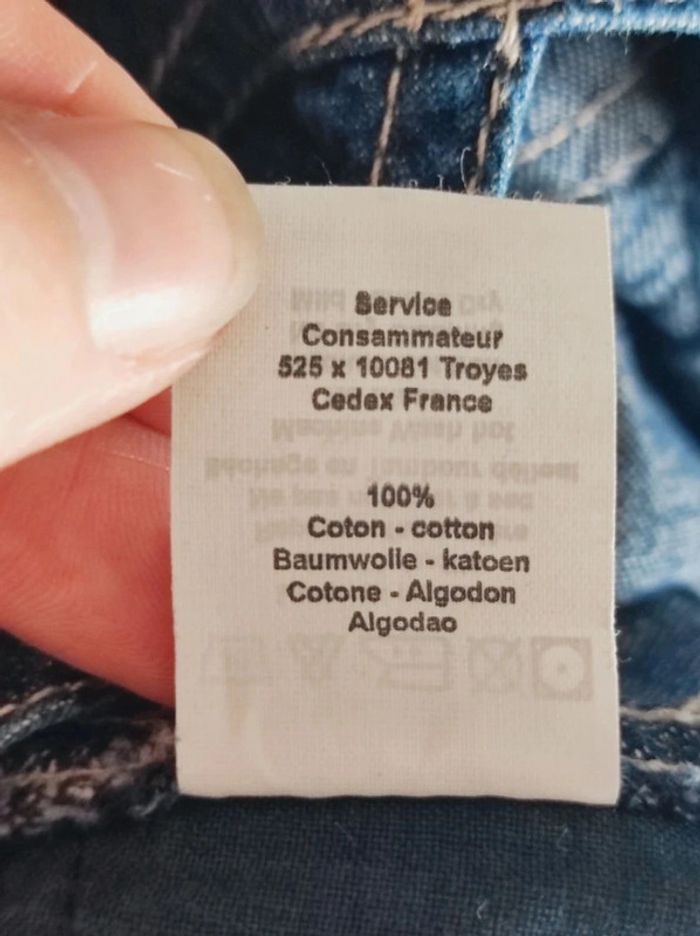 Service
Consammateur
525 x 10081 Troyes
Cedex France
100%
Coton - cotton
Baumwolle - katoen
Cotone - Algodon
Algodao